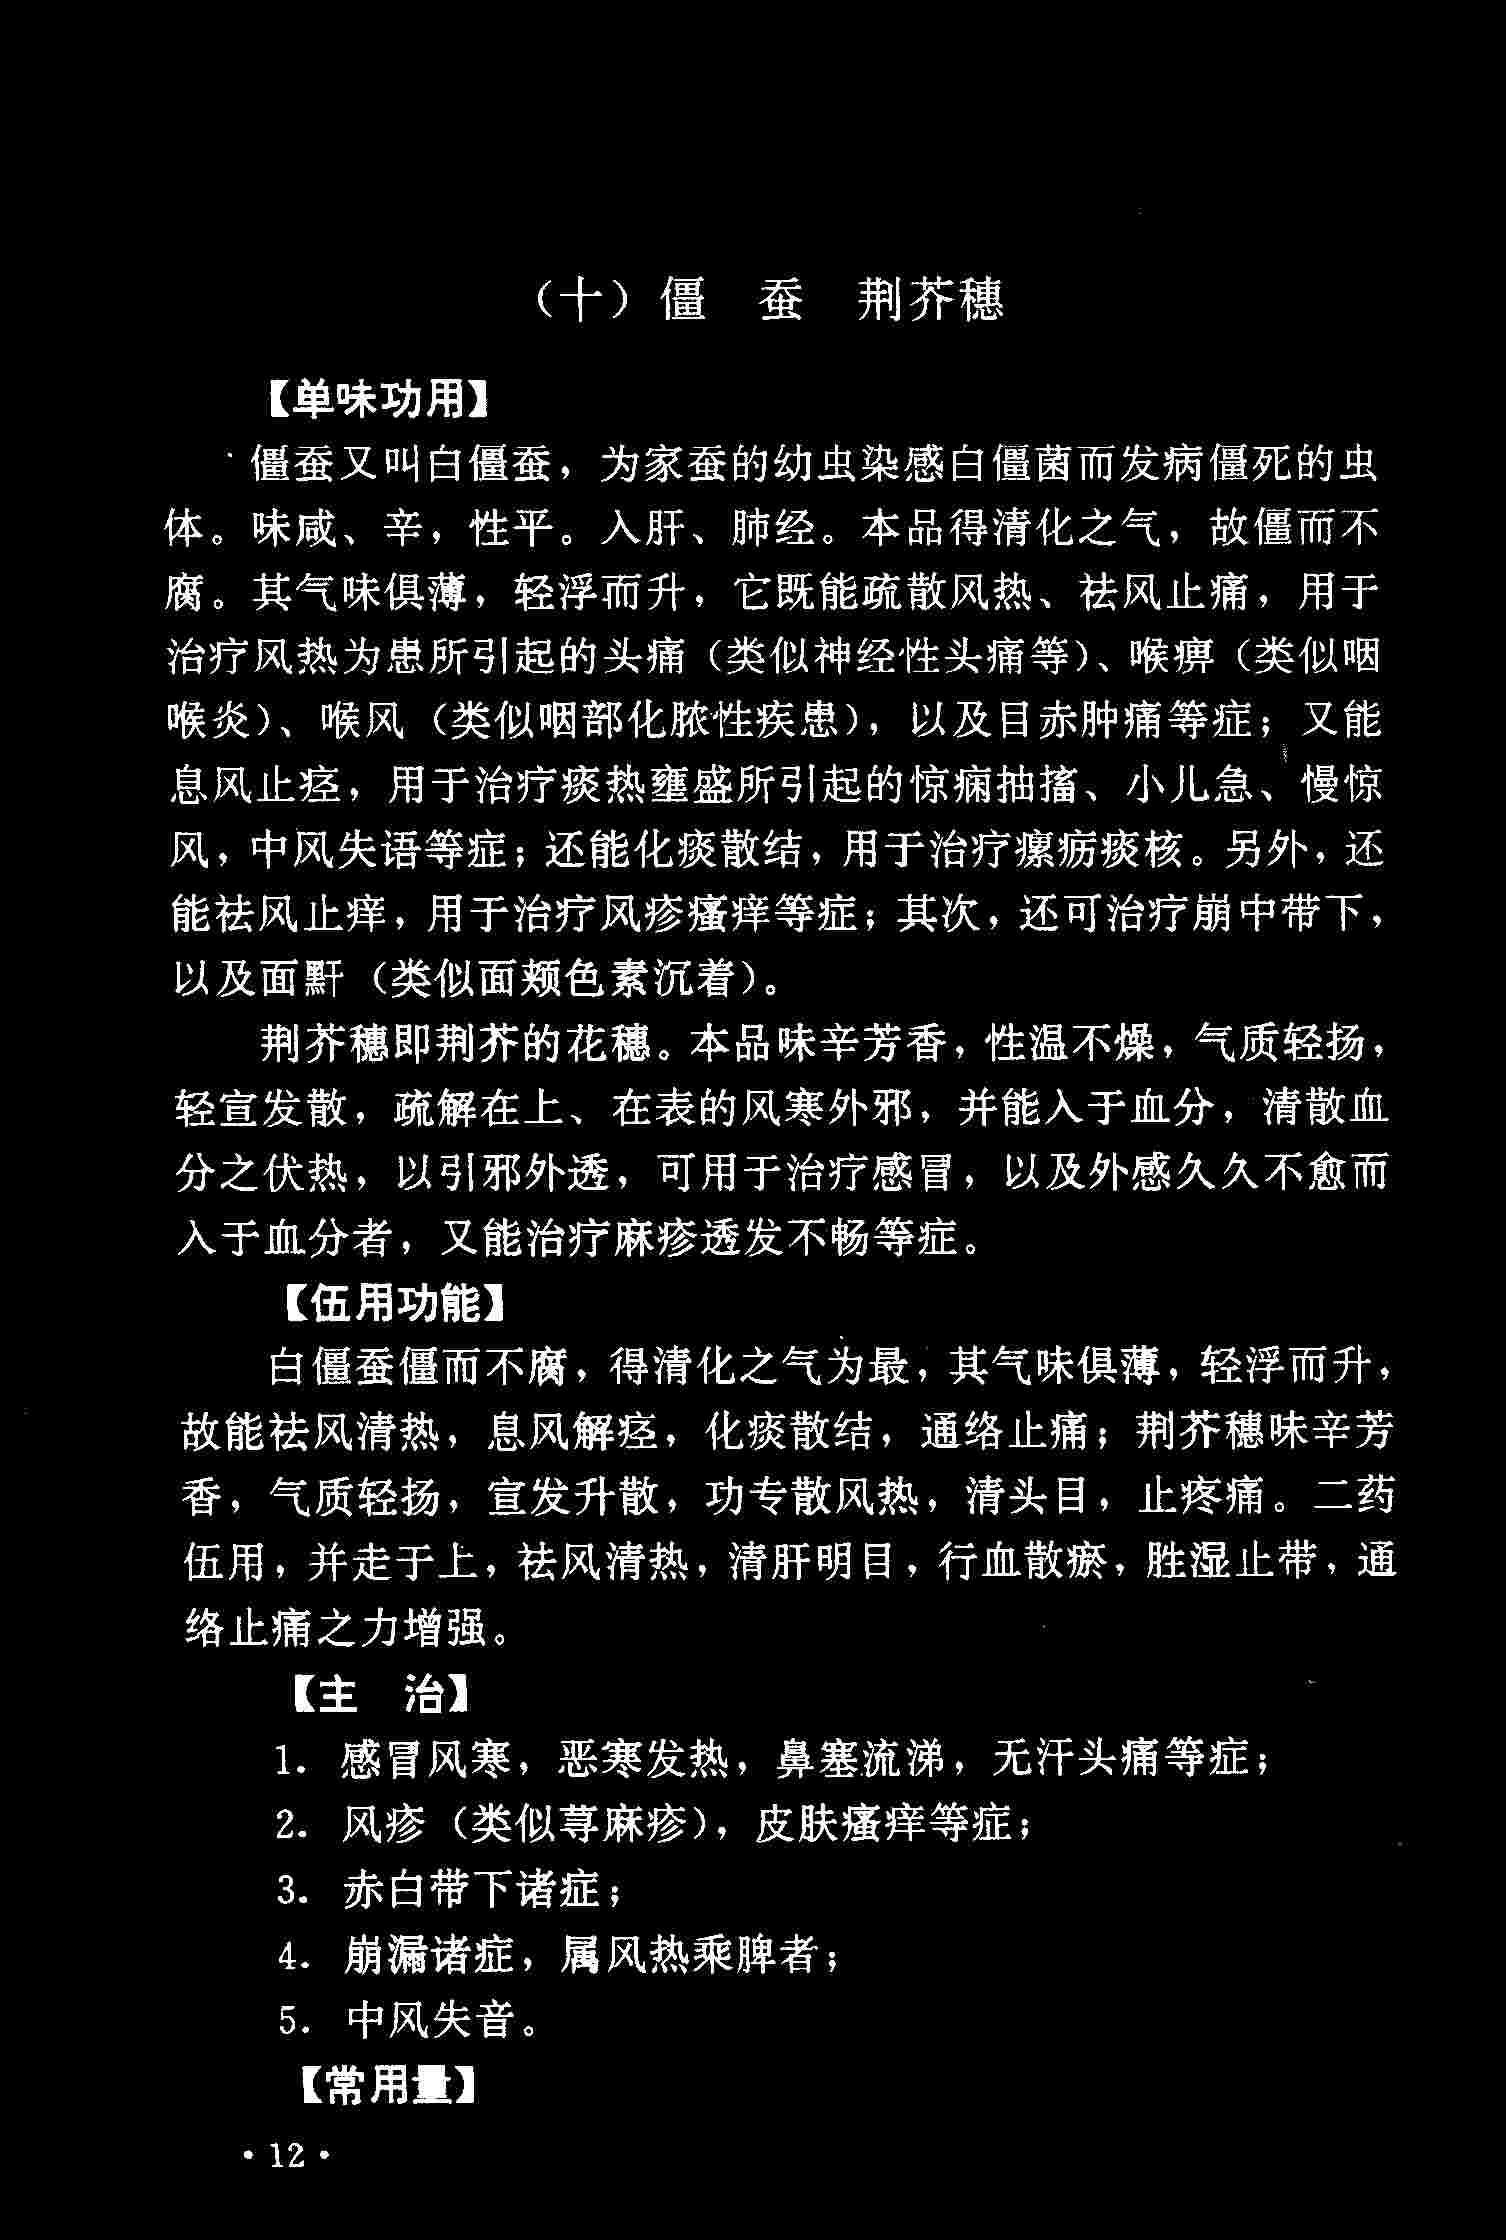 （十）僵　蚕　荆芥穗
【单味功用】
僵蚕又叫白僵蚕，为家蚕的幼虫染感白僵菌而发病僵死的虫
体。味咸、辛，性平。入肝、肺经。本品得清化之气，故僵而不
腐。其气味俱薄，轻浮而升，它既能疏散风热、祛风止痛，用于
治疗风热为患所引起的头痛（类似神经性头痛等）、喉痹（类似咽
喉炎）、喉风（类似咽部化脓性疾患），以及目赤肿痛等症；又能
息风止痉，用于治疗痰热壅盛所引起的惊痫抽搐、小儿急、慢惊
风，中风失语等症；还能化痰散结，用于治疗瘰疬痰核。另外，还
能祛风止痒，用于治疗风疹瘙痒等症；其次，还可治疗崩中带下，
以及面䵟（类似面颊色素沉着）。
荆芥穗即荆芥的花穗。本品味辛芳香，性温不燥，气质轻扬，
轻宣发散，疏解在上、在表的风寒外邪，并能入于血分，清散血
分之伏热，以引邪外透，可用于治疗感冒，以及外感久久不愈而
入于血分者，又能治疗麻疹透发不畅等症。
【伍用功能】
白僵蚕僵而不腐，得清化之气为最，其气味俱薄，轻浮而升，
故能祛风清热，息风解痉，化痰散结，通络止痛；荆芥穗味辛芳
香，气质轻扬，宣发升散，功专散风热，清头目，止疼痛。二药
伍用，并走于上，祛风清热，清肝明目，行血散瘀，胜湿止带，通
络止痛之力增强。
【主　治】
1. 感冒风寒，恶寒发热，鼻塞流涕，无汗头痛等症；
2. 风疹（类似荨麻疹），皮肤瘙痒等症；
3. 赤白带下诸症；
4. 崩漏诸症，属风热乘脾者；
5. 中风失音。
【常用量】
·12·